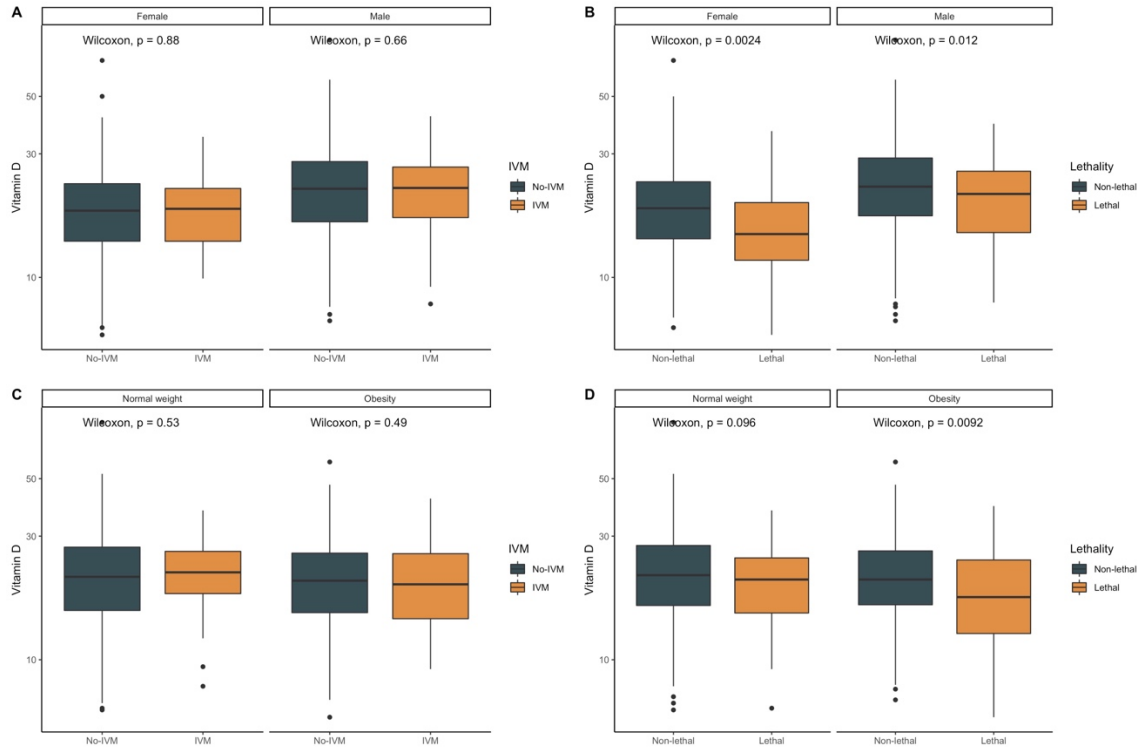 A
Female
Male
Wilcoxon, p = 0.88
Wilcoxon, p = 0.66
50
30
10
Vitamin D
No-IVM
IVM
No-IVM
IVM
IVM
No-IVM
IVM
B
Female
Male
Wilcoxon, p = 0.0024
Wilcoxon, p = 0.012
50
30
10
Vitamin D
Non-lethal
Lethal
Non-lethal
Lethal
Lethality
Non-lethal
Lethal
C
Normal weight
Obesity
Wilcoxon, p = 0.53
Wilcoxon, p = 0.49
50
30
10
Vitamin D
No-IVM
IVM
No-IVM
IVM
IVM
No-IVM
IVM
D
Normal weight
Obesity
Wilcoxon, p = 0.096
Wilcoxon, p = 0.0092
50
30
10
Vitamin D
Non-lethal
Lethal
Non-lethal
Lethal
Lethality
Non-lethal
Lethal